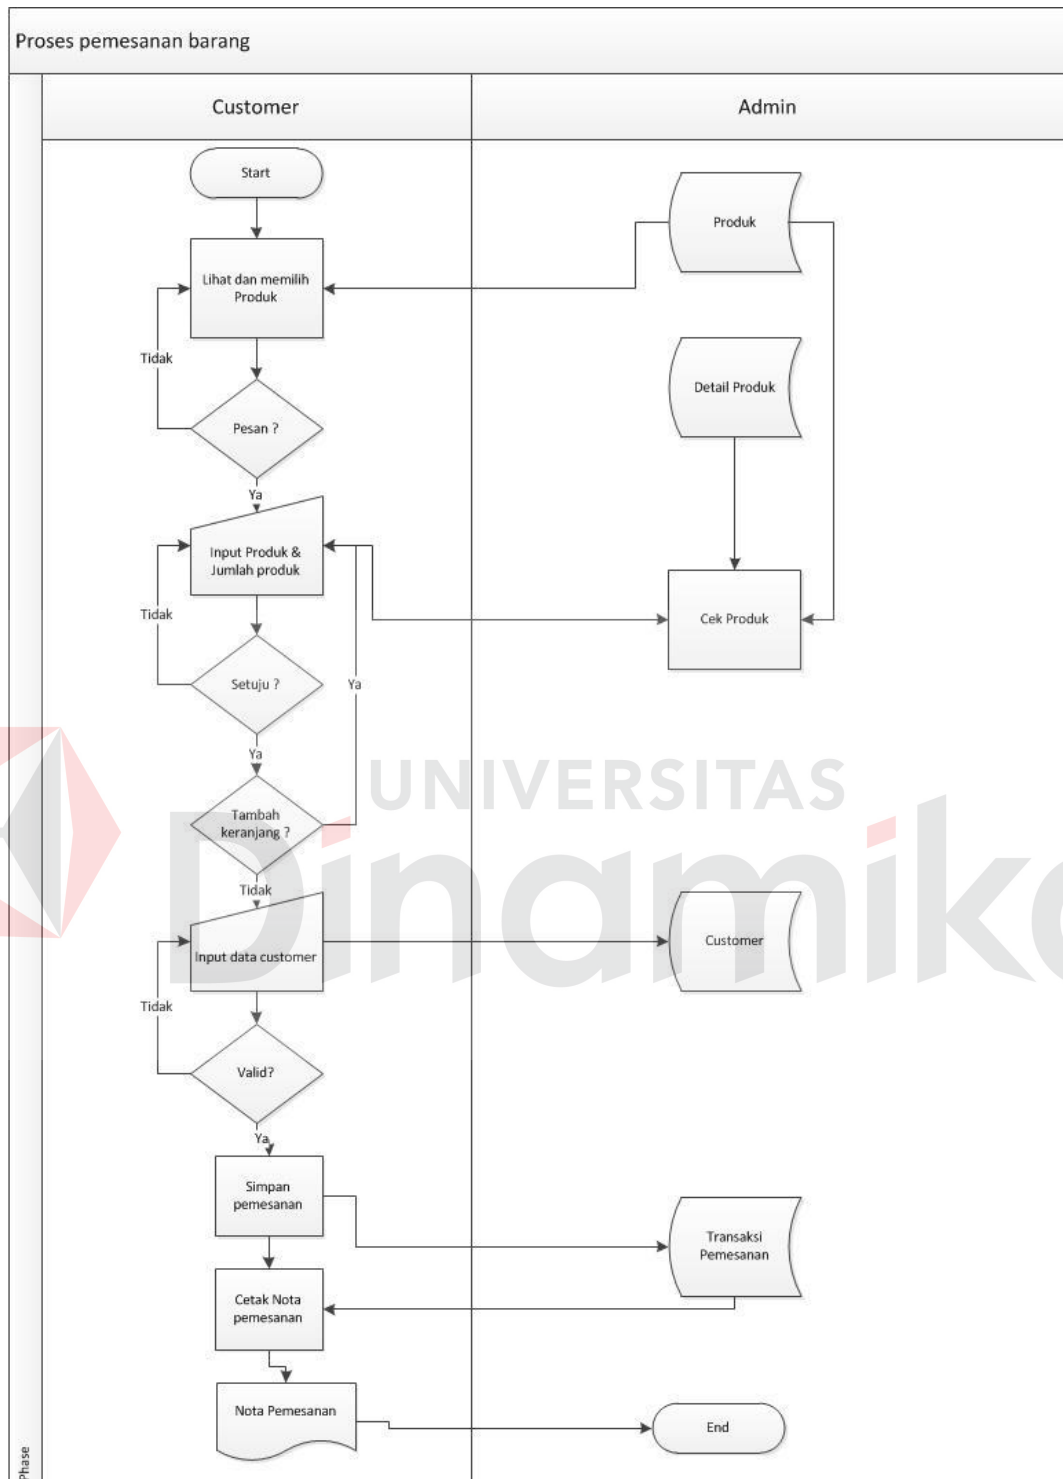 Proses pemesanan barang
Customer
Admin
Start
Produk
Lihat dan memilih
Produk
Tidak
Detail Produk
Pesan ?
Ya
Input Produk &
Jumlah produk
Tidak
Cek Produk
Setuju ?
Ya
Ya
UNIVERSITAS
Tambah
keranjang ?
Dinamika
Tidak
Customer
Input data customer
Tidak
Valid?
Ya
Simpan
pemesanan
Transaksi
Pemesanan
Cetak Nota
pemesanan
Nota Pemesanan
End
Phase